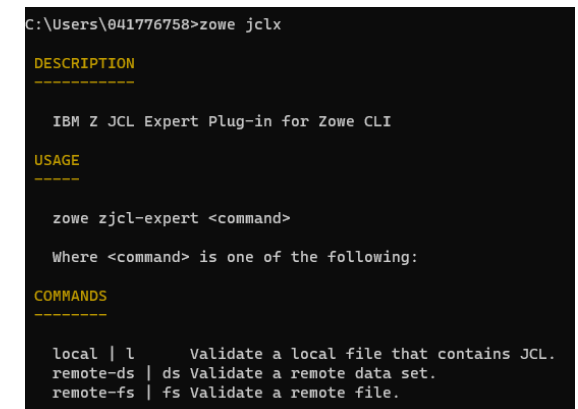 C:\Users\041776758>zowe jclx
DESCRIPTION
-----------
IBM Z JCL Expert Plug-in for Zowe CLI
USAGE
-----
zowe zjcl-expert <command>
Where <command> is one of the following:
COMMANDS
--------
local | l      Validate a local file that contains JCL.
remote-ds | ds Validate a remote data set.
remote-fs | fs Validate a remote file.